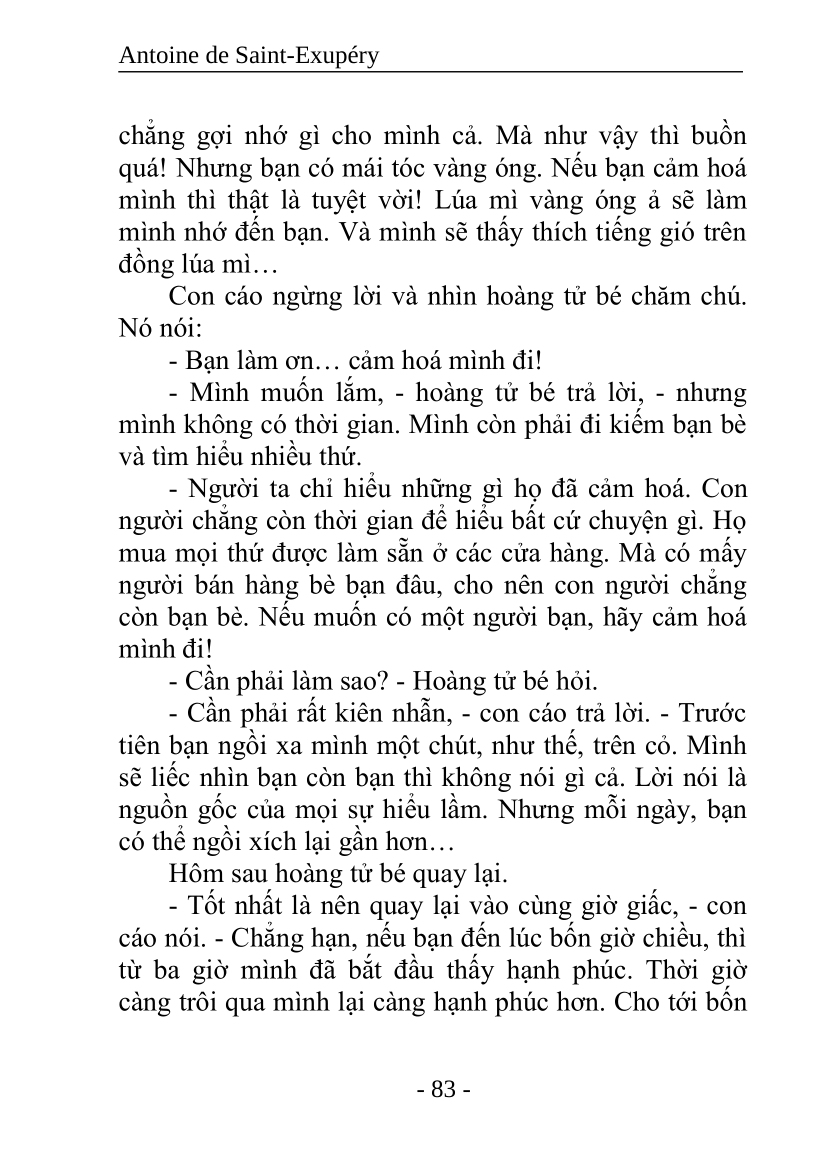 Antoine de Saint-Exupéry
chẳng gợi nhớ gì cho mình cả. Mà như vậy thì buồn
quá! Nhưng bạn có mái tóc vàng óng. Nếu bạn cảm hoá
mình thì thật là tuyệt vời! Lúa mì vàng óng ả sẽ làm
mình nhớ đến bạn. Và mình sẽ thấy thích tiếng gió trên
đồng lúa mì…
Con cáo ngừng lời và nhìn hoàng tử bé chăm chú.
Nó nói:
- Bạn làm ơn… cảm hoá mình đi!
- Mình muốn lắm, - hoàng tử bé trả lời, - nhưng
mình không có thời gian. Mình còn phải đi kiếm bạn bè
và tìm hiểu nhiều thứ.
- Người ta chỉ hiểu những gì họ đã cảm hoá. Con
người chẳng còn thời gian để hiểu bất cứ chuyện gì. Họ
mua mọi thứ được làm sẵn ở các cửa hàng. Mà có mấy
người bán hàng bè bạn đâu, cho nên con người chẳng
còn bạn bè. Nếu muốn có một người bạn, hãy cảm hoá
mình đi!
- Cần phải làm sao? - Hoàng tử bé hỏi.
- Cần phải rất kiên nhẫn, - con cáo trả lời. - Trước
tiên bạn ngồi xa mình một chút, như thế, trên cỏ. Mình
sẽ liếc nhìn bạn còn bạn thì không nói gì cả. Lời nói là
nguồn gốc của mọi sự hiểu lầm. Nhưng mỗi ngày, bạn
có thể ngồi xích lại gần hơn…
Hôm sau hoàng tử bé quay lại.
- Tốt nhất là nên quay lại vào cùng giờ giấc, - con
cáo nói. - Chẳng hạn, nếu bạn đến lúc bốn giờ chiều, thì
từ ba giờ mình đã bắt đầu thấy hạnh phúc. Thời giờ
càng trôi qua mình lại càng hạnh phúc hơn. Cho tới bốn
- 83 -